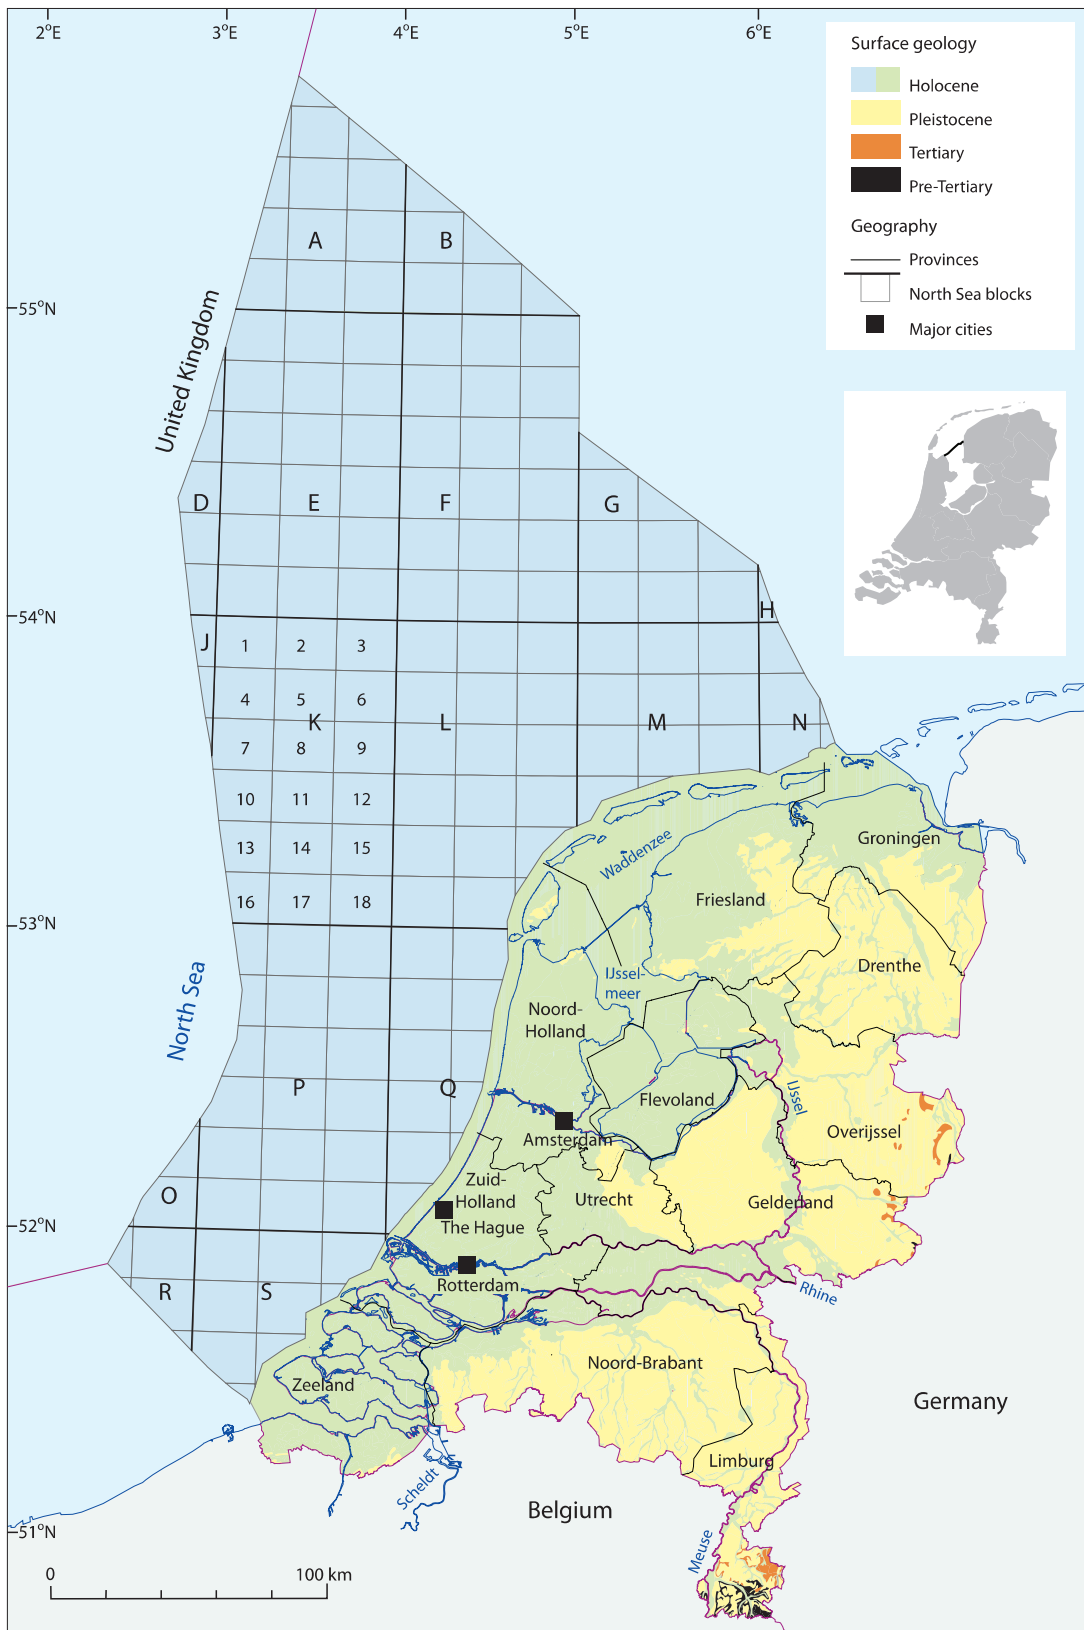 2°E
3°E
4°E
5°E
6°E
Surface geology
Holocene
Pleistocene
Tertiary
Pre-Tertiary
Geography
Provinces
North Sea blocks
Major cities
A
B
55°N
United Kingdom
D
E
F
G
H
54°N
J
1
2
3
4
5
6
K
L
M
N
7
8
9
10
11
12
13
14
15
16
17
18
53°N
Groningen
Waddenzee
Friesland
Drenthe
IJssel-
meer
Noord-
Holland
North Sea
P
Q
Flevoland
IJssel
Amsterdam
Overijssel
Zuid-
Holland
Utrecht
Gelderland
O
The Hague
52°N
Rotterdam
Rhine
R
S
Noord-Brabant
Zeeland
Germany
Limburg
Scheldt
Belgium
51°N
Meuse
0
100 km